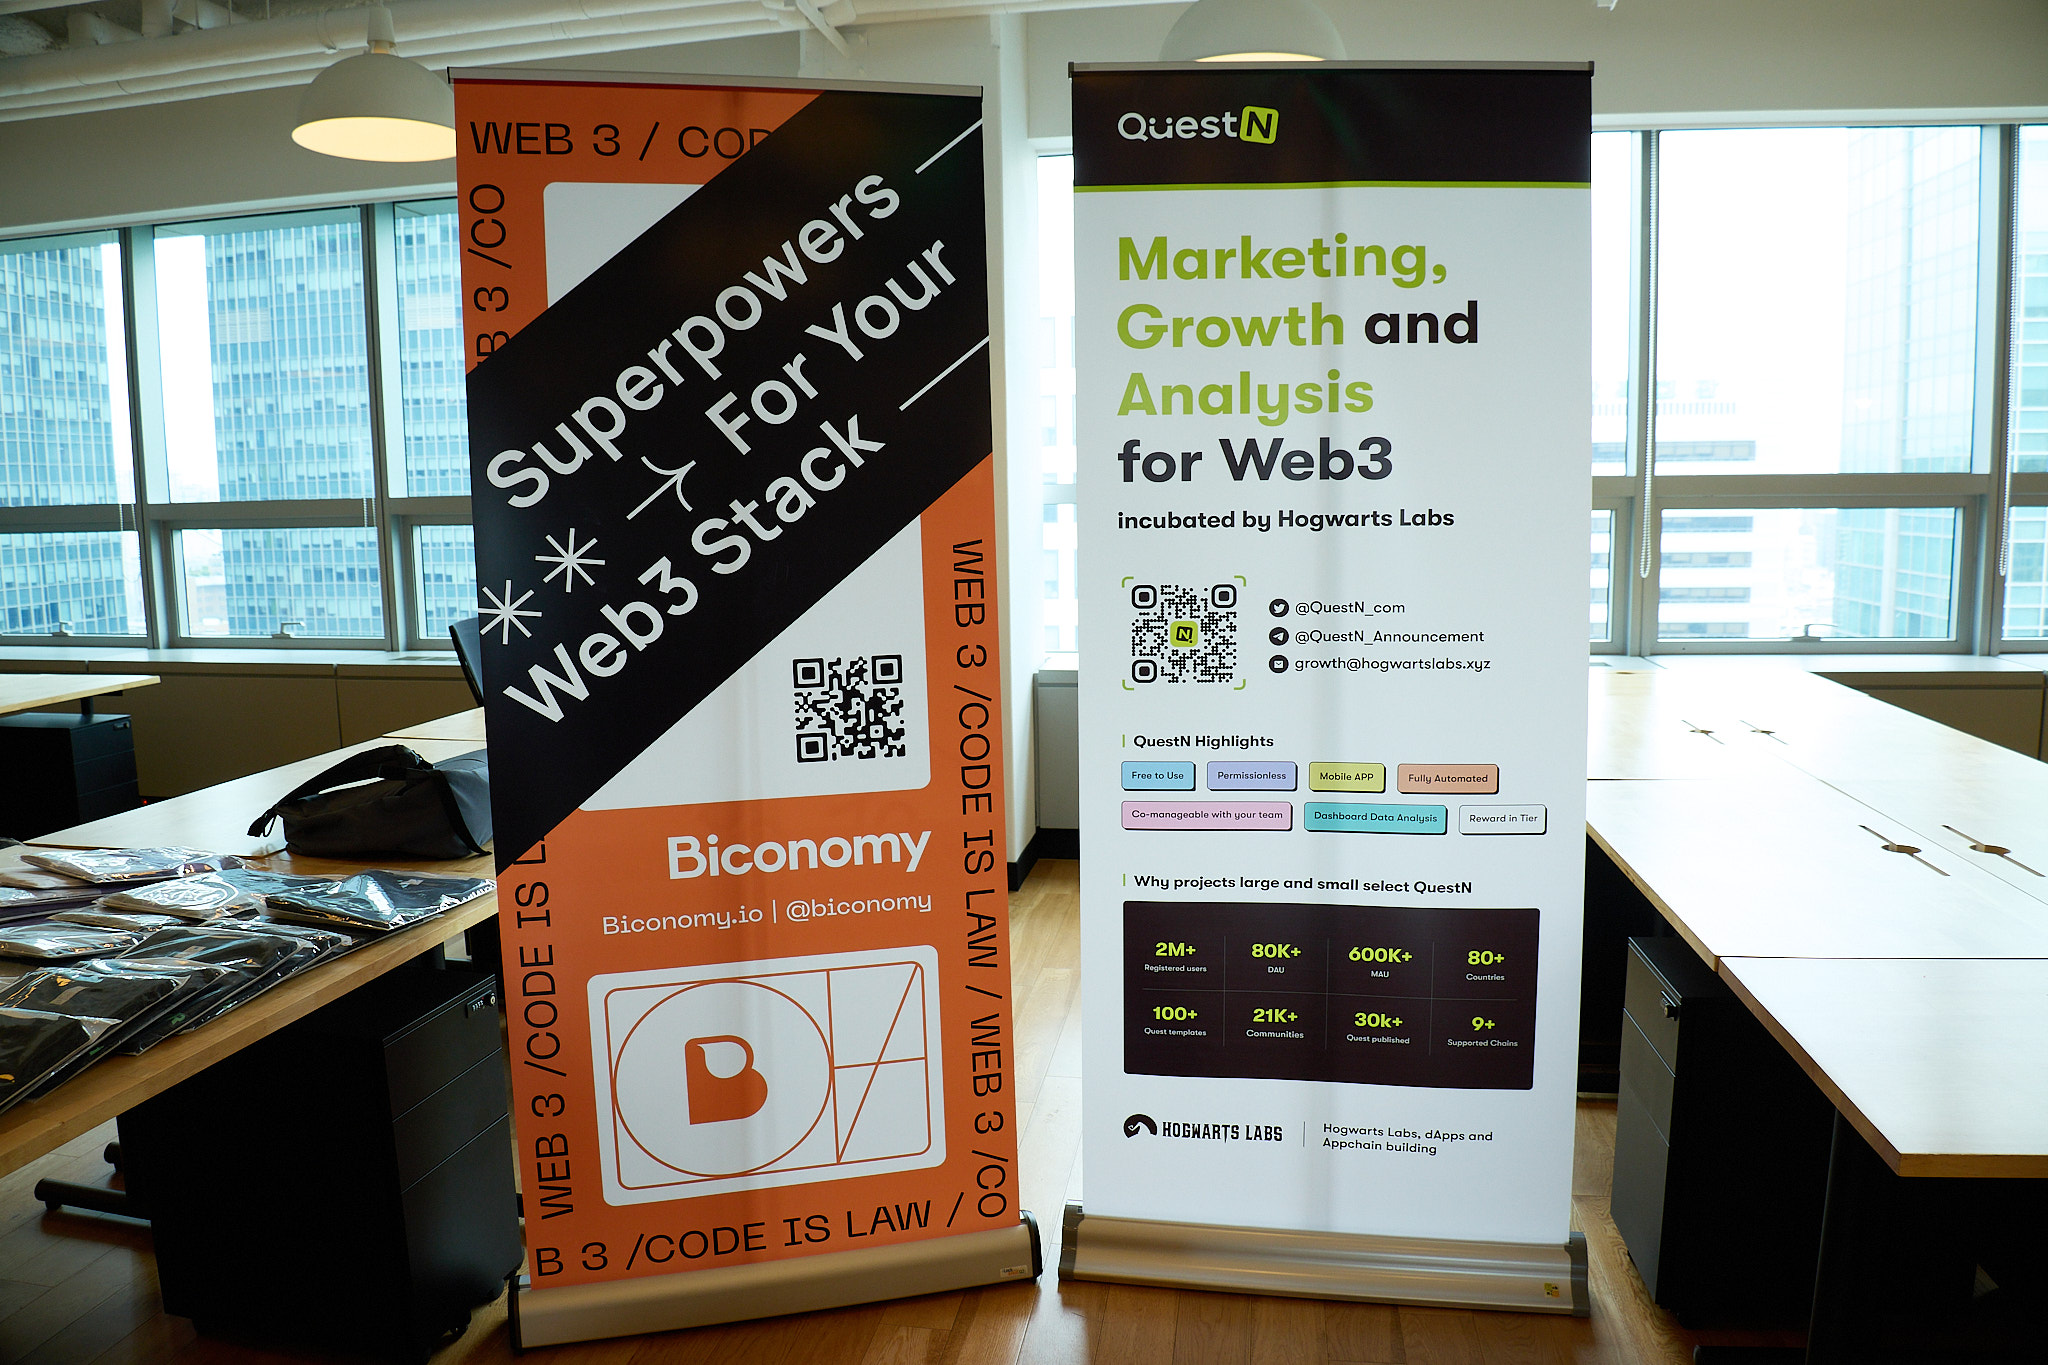 WEB 3 / COD
B 3 /CO
Superpowers
For Your
Web3 Stack
WEB 3 /CODE IS LAW / WEB 3 /CO
Biconomy
Biconomy.io | @biconomy
B
WEB 3 /CODE IS LA
B 3 /CODE IS LAW / CO
QuestN
Marketing,
Growth and
Analysis
for Web3
incubated by Hogwarts Labs
N
@QuestN_com
@QuestN_Announcement
growth@hogwartslabs.xyz
QuestN Highlights
Free to Use
Permissionless
Mobile APP
Fully Automated
Co-manageable with your team
Dashboard Data Analysis
Reward in Tier
Why projects large and small select QuestN
2M+
Registered users
80K+
DAU
600K+
MAU
80+
Countries
100+
Quest templates
21K+
Communities
30k+
Quest published
9+
Supported Chains
HOGWARTS LABS
Hogwarts Labs, dApps and
Appchain building